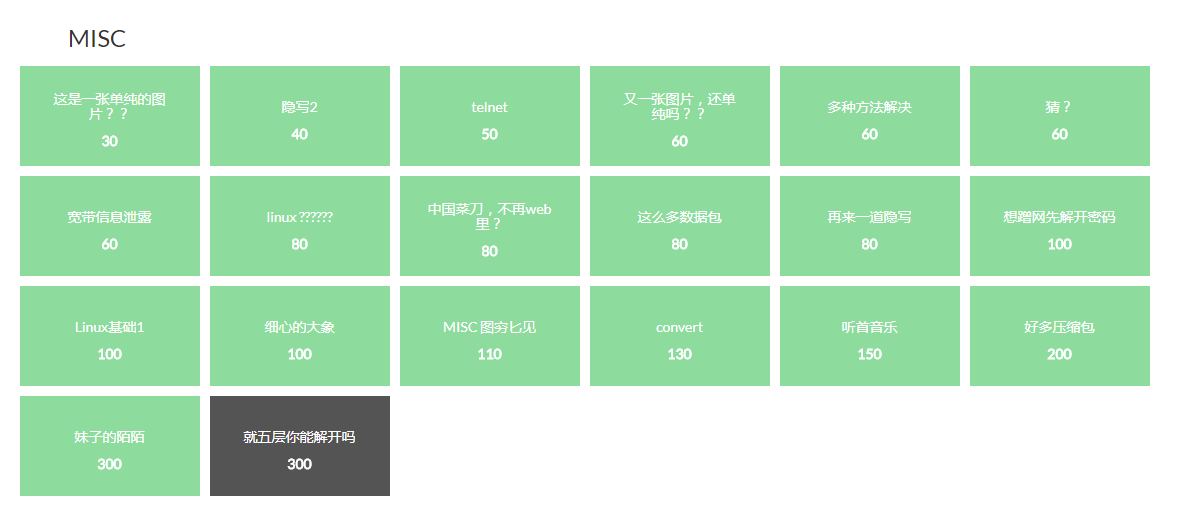 MISC
这是一张单纯的图
片？？
30
隐写2
40
telnet
50
又一张图片，还单
纯吗？？
60
多种方法解决
60
猜？
60
宽带信息泄露
60
linux ??????
80
中国菜刀，不再web
里？
80
这么多数据包
80
再来一道隐写
80
想蹭网先解开密码
100
Linux基础1
100
细心的大象
100
MISC 图穷匕见
110
convert
130
听首音乐
150
好多压缩包
200
妹子的陌陌
300
就五层你能解开吗
300